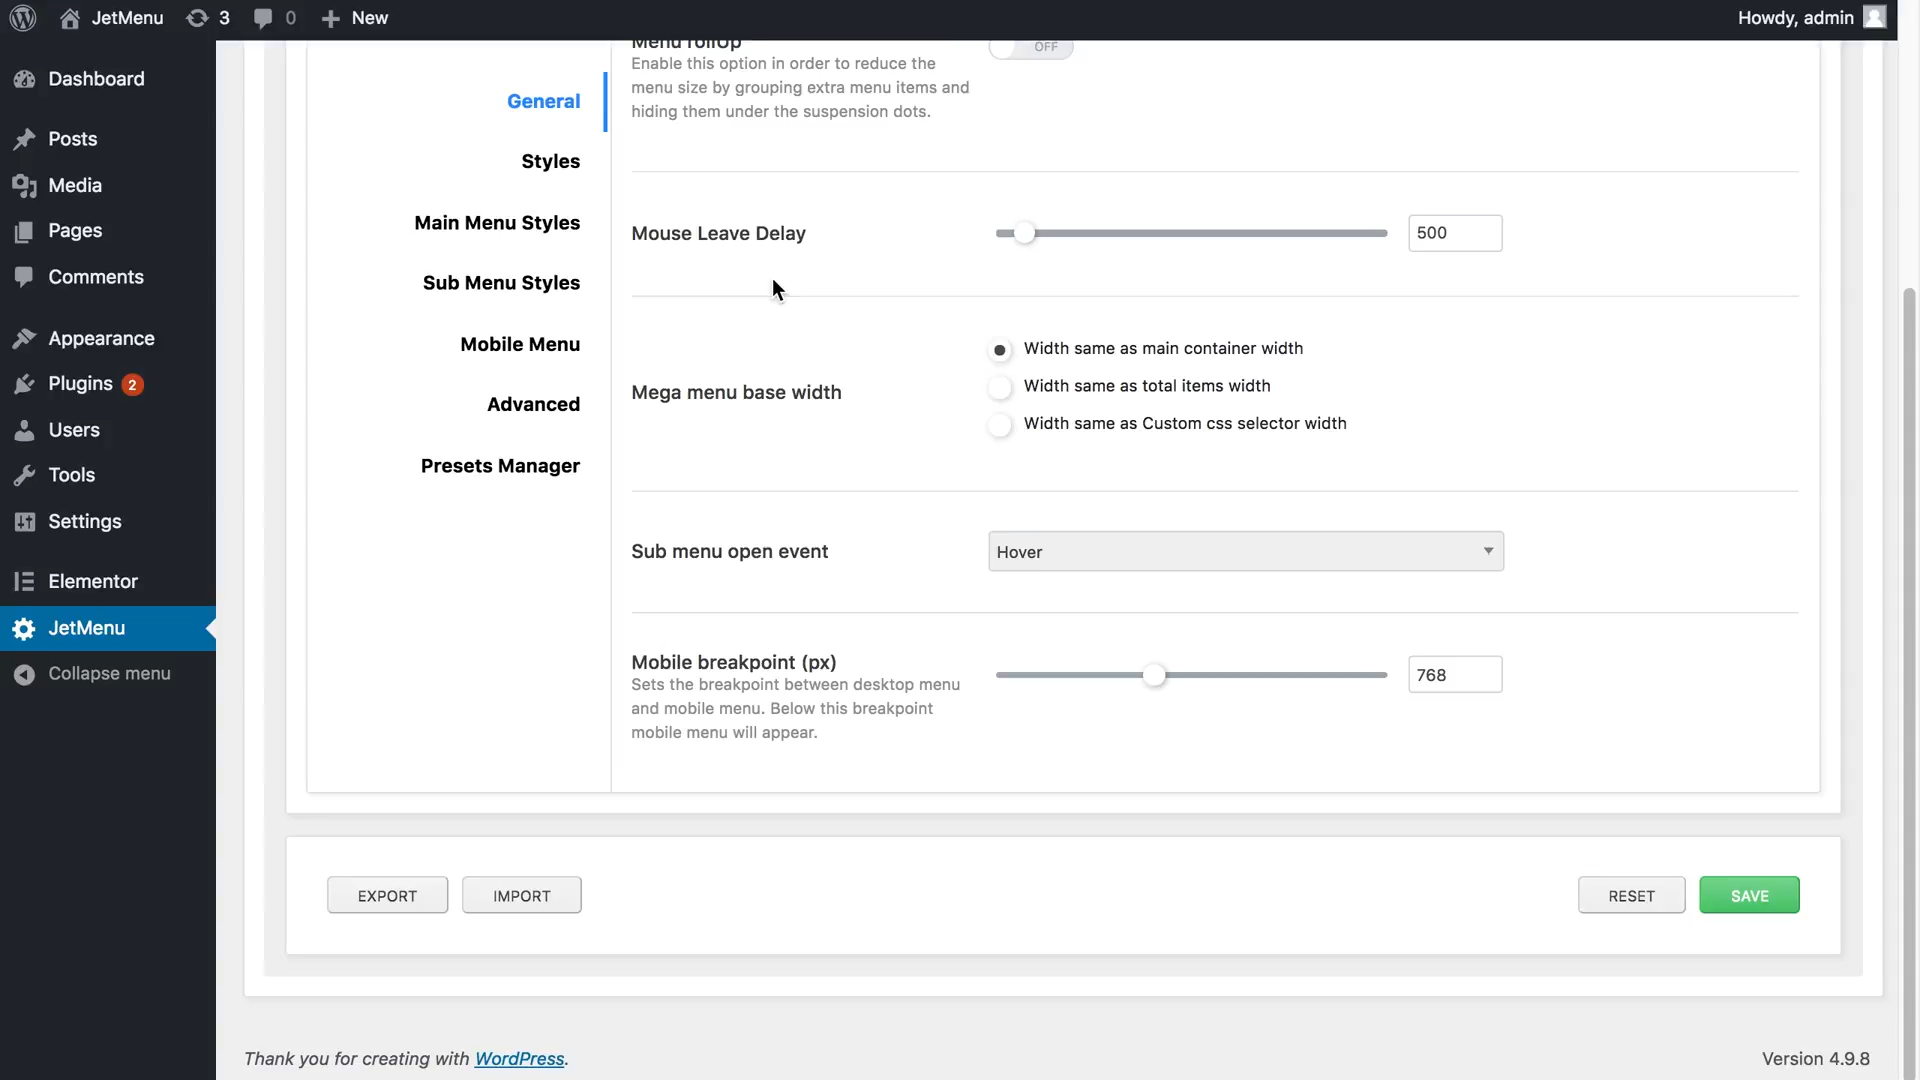 JetMenu
3
0
New
Howdy, admin
Dashboard
Posts
Media
Pages
Comments
Appearance
Plugins 2
Users
Tools
Settings
Elementor
JetMenu
Collapse menu
General
Styles
Main Menu Styles
Sub Menu Styles
Mobile Menu
Advanced
Presets Manager
Menu rollUp
OFF
Enable this option in order to reduce the
menu size by grouping extra menu items and
hiding them under the suspension dots.
Mouse Leave Delay
500
Mega menu base width
Width same as main container width
Width same as total items width
Width same as Custom css selector width
Sub menu open event
Hover
Mobile breakpoint (px)
Sets the breakpoint between desktop menu
and mobile menu. Below this breakpoint
mobile menu will appear.
768
EXPORT
IMPORT
RESET
SAVE
Thank you for creating with WordPress.
Version 4.9.8